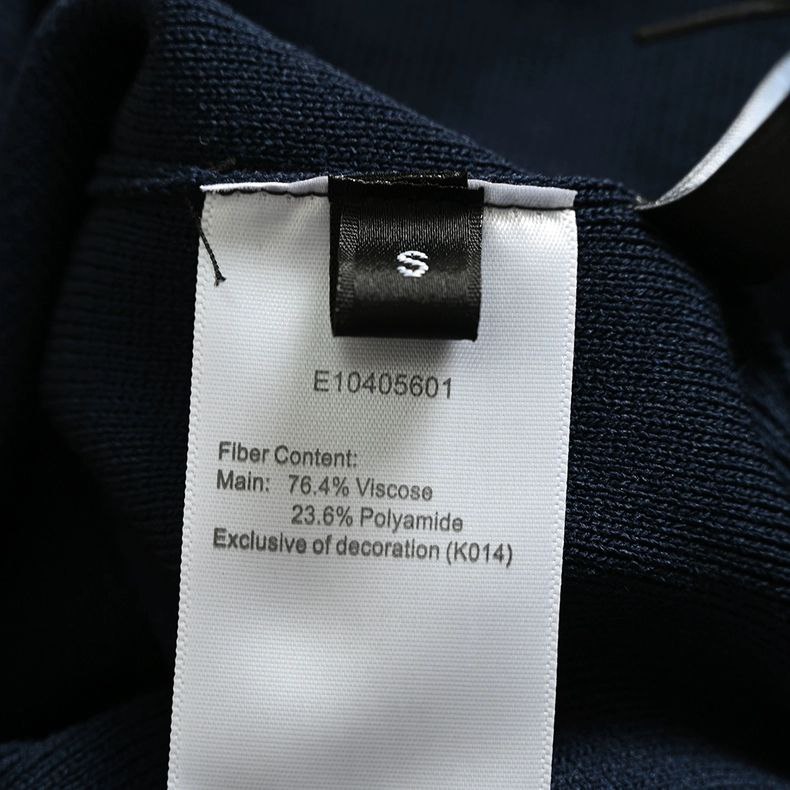 S
E10405601
Fiber Content:
Main: 76.4% Viscose
23.6% Polyamide
Exclusive of decoration (K014)